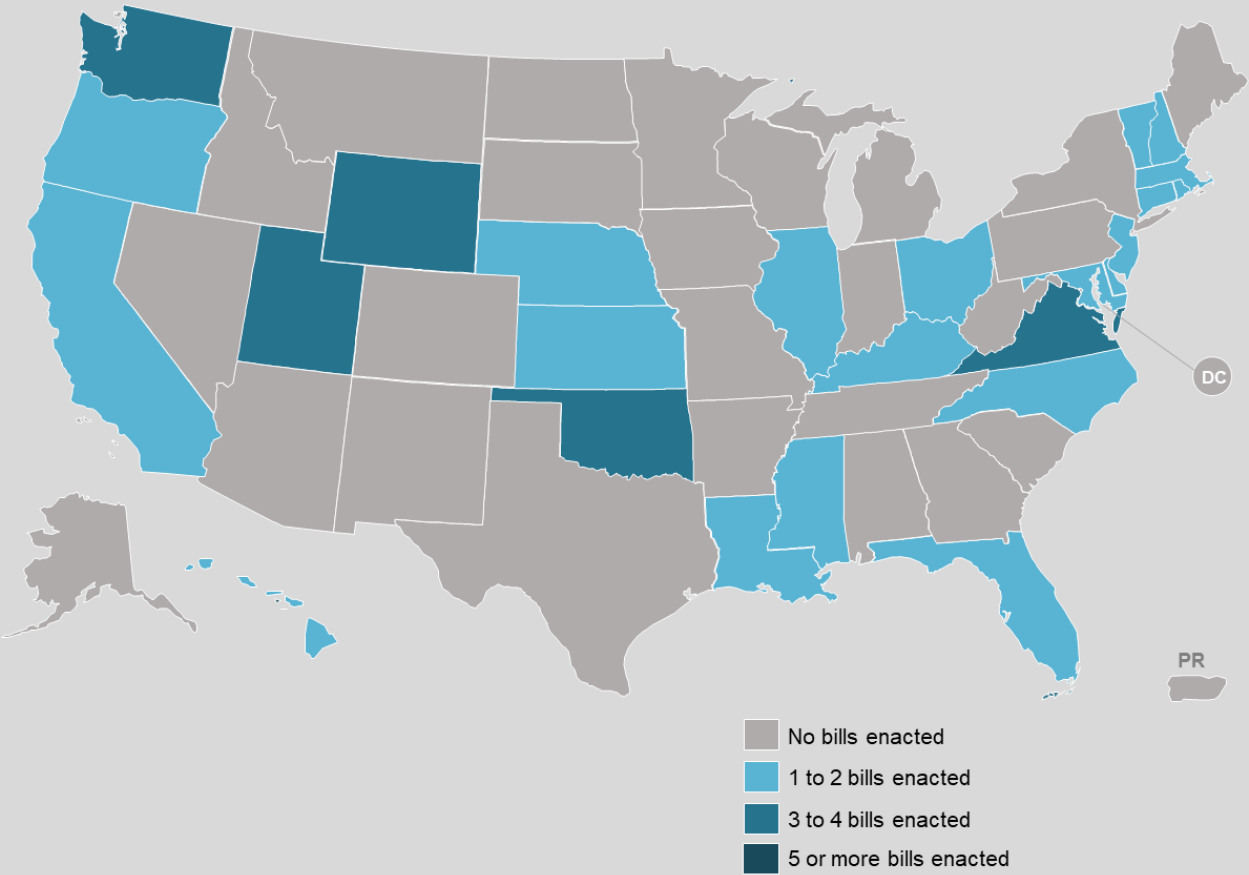 DC
PR
No bills enacted
1 to 2 bills enacted
3 to 4 bills enacted
5 or more bills enacted